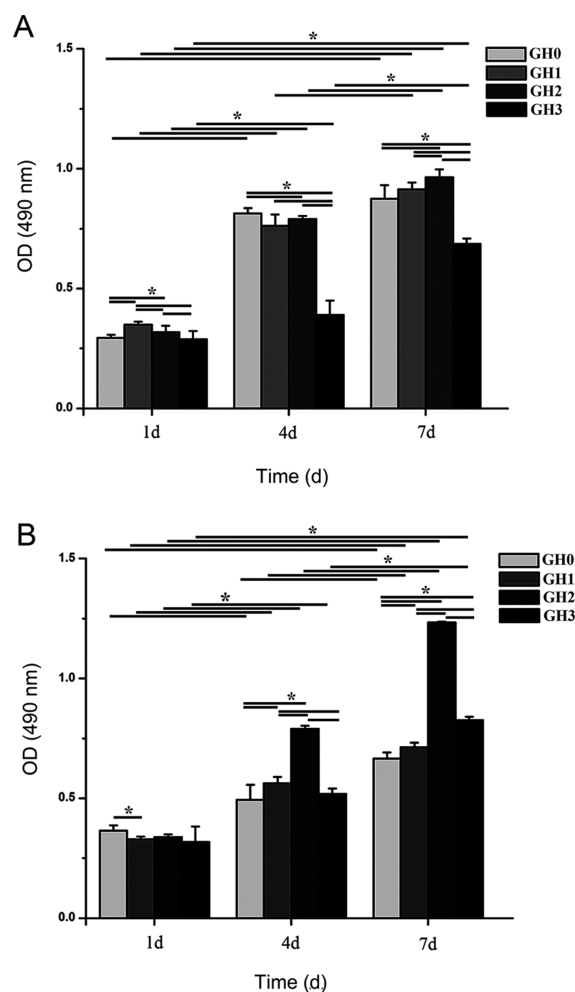 A
*
1.5
GH0
GH1
GH2
GH3
*
*
*
1.0
*
OD (490 nm)
0.5
*
0.0
1d
4d
7d
Time (d)
B
*
1.5
GH0
GH1
GH2
GH3
*
*
*
1.0
*
OD (490 nm)
0.5
*
0.0
1d
4d
7d
Time (d)